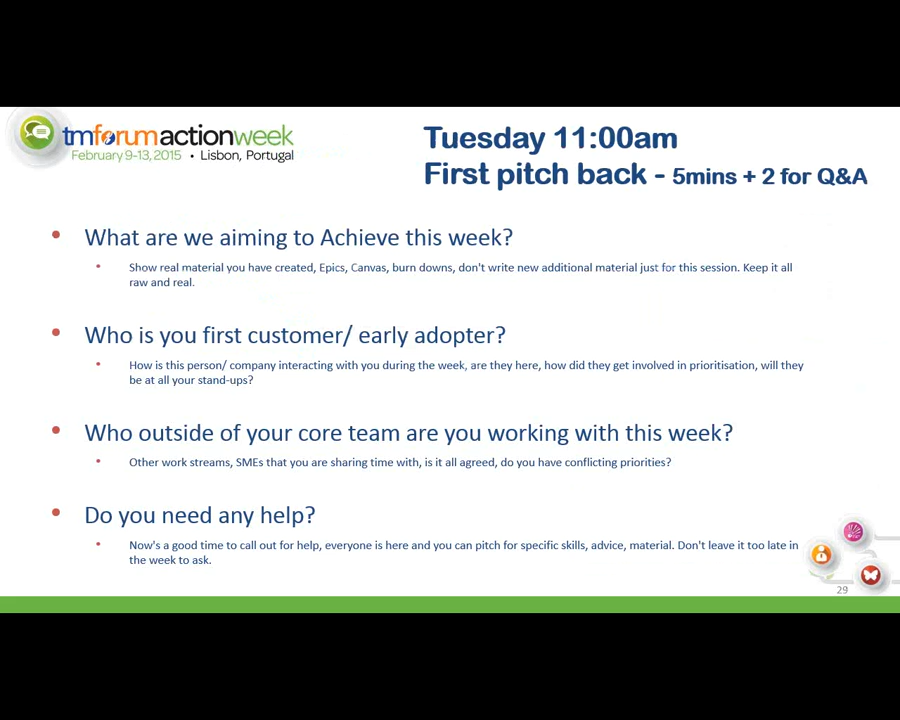 tmforumactionweek
February 9-13, 2015 • Lisbon, Portugal
Tuesday 11:00am
First pitch back - 5mins + 2 for Q&A
• What are we aiming to Achieve this week?
• Show real material you have created, Epics, Canvas, burn downs, don't write new additional material just for this session. Keep it all
raw and real.
• Who is you first customer/ early adopter?
• How is this person/ company interacting with you during the week, are they here, how did they get involved in prioritisation, will they
be at all your stand-ups?
• Who outside of your core team are you working with this week?
• Other work streams, SMEs that you are sharing time with, is it all agreed, do you have conflicting priorities?
• Do you need any help?
• Now's a good time to call out for help, everyone is here and you can pitch for specific skills, advice, material. Don't leave it too late in
the week to ask.
29